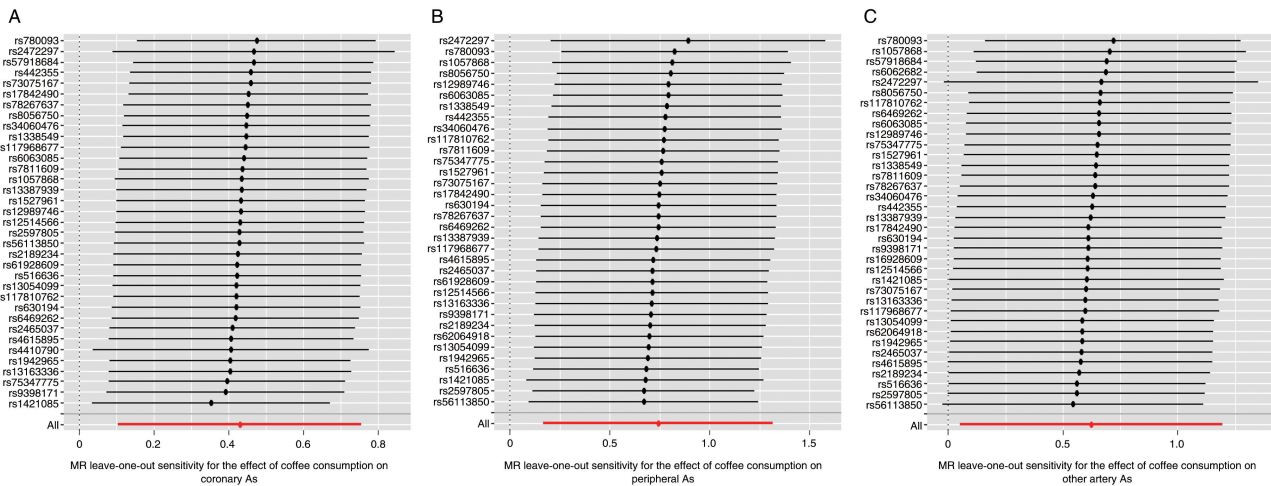 A
rs780093
rs2472297
rs57918684
rs442355
rs73075167
rs17842490
rs78267637
rs8056750
rs34060476
rs1338549
s117968677
rs6063085
rs7811609
rs1057868
rs13387939
rs1527961
rs12989746
rs12514566
rs2597805
rs56113850
rs2189234
rs61928609
rs516636
rs13054099
s117810762
rs630194
rs6469262
rs2465037
rs4615895
rs4410790
rs1942965
rs13163336
rs75347775
rs9398171
rs1421085
All
0 0.2 0.4 0.6 0.8
MR leave-one-out sensitivity for the effect of coffee consumption on
coronary As
B
rs2472297
rs780093
rs1057868
rs8056750
rs12989746
rs6063085
rs1338549
rs442355
rs34060476
rs117810762
rs7811609
rs75347775
rs1527961
rs73075167
rs17842490
rs630194
rs78267637
rs6469262
rs13387939
rs117968677
rs4615895
rs2465037
rs61928609
rs12514566
rs13163336
rs9398171
rs2189234
rs62064918
rs13054099
rs1942965
rs516636
rs1421085
rs2597805
rs56113850
All
0 0.5 1.0 1.5
MR leave-one-out sensitivity for the effect of coffee consumption on
peripheral As
C
rs780093
rs1057868
rs57918684
rs6062682
rs2472297
rs8056750
rs117810762
rs6469262
rs6063085
rs12989746
rs75347775
rs1527961
rs1338549
rs7811609
rs78267637
rs34060476
rs442355
rs13387939
rs17842490
rs630194
rs9398171
rs16928609
rs12514566
rs1421085
rs73075167
rs13163336
rs117968677
rs13054099
rs62064918
rs1942965
rs2465037
rs4615895
rs2189234
rs516636
rs2597805
rs56113850
All
0 0.5 1.0
MR leave-one-out sensitivity for the effect of coffee consumption on
other artery As